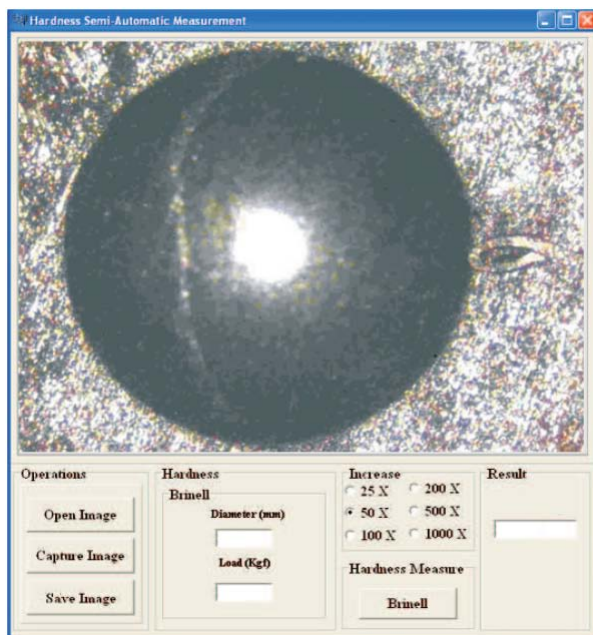 Hardness Semi-Automatic Measurement
Operations
Open Image
Capture Image
Save Image
Hardness
Brinell
Diameter (mm)
Load (Kgf)
Increase
25 X 200 X
50 X 500 X
100 X 1000 X
Hardness Measure
Brinell
Result